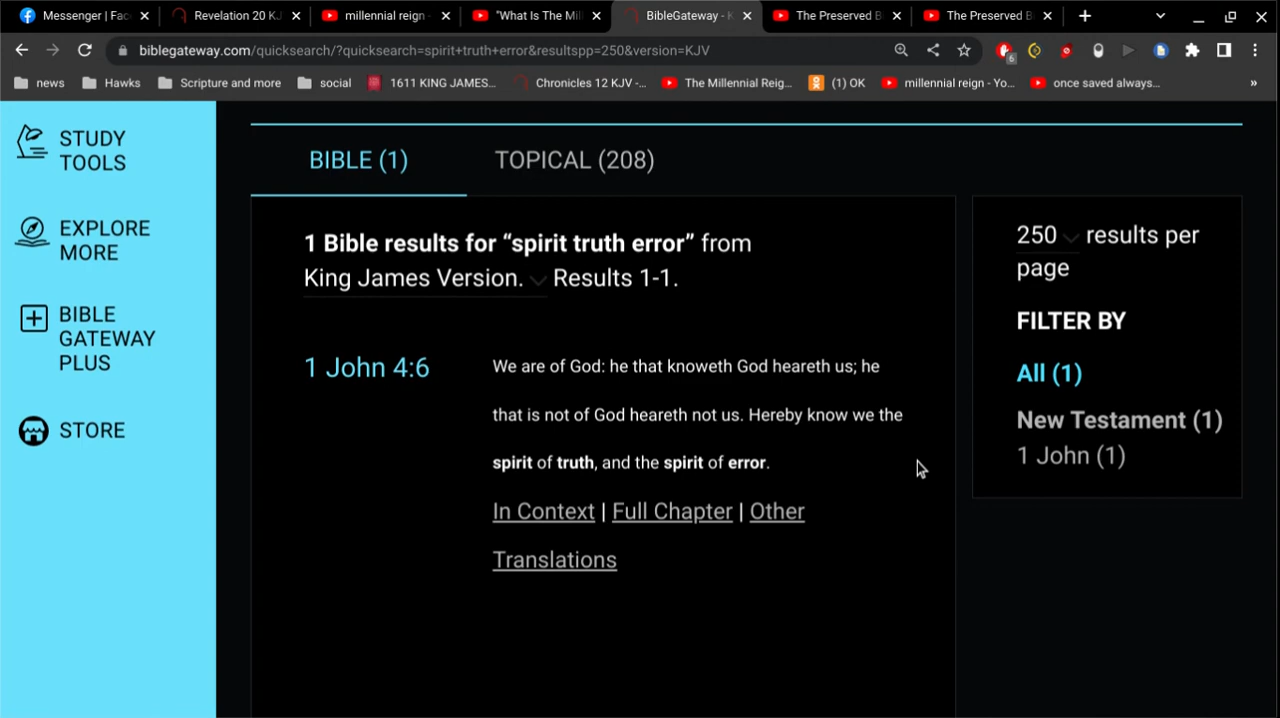 Messenger | Fac
Revelation 20 KJ
millennial reign -
"What Is The Mil
BibleGateway - K
The Preserved B
The Preserved B
biblegateway.com/quicksearch/?quicksearch=spirit+truth+error&resultspp=250&version=KJV
6
news
Hawks
Scripture and more
social
1611 KING JAMES...
Chronicles 12 KJV -...
The Millennial Reig...
(1) OK
millennial reign - Yo...
once saved always...
»
STUDY
TOOLS
EXPLORE
MORE
BIBLE
GATEWAY
PLUS
STORE
BIBLE (1)
TOPICAL (208)
1 Bible results for “spirit truth error” from
King James Version. Results 1-1.
1 John 4:6
We are of God: he that knoweth God heareth us; he
that is not of God heareth not us. Hereby know we the
spirit of truth, and the spirit of error.
In Context | Full Chapter | Other
Translations
250 results per
page
FILTER BY
All (1)
New Testament (1)
1 John (1)